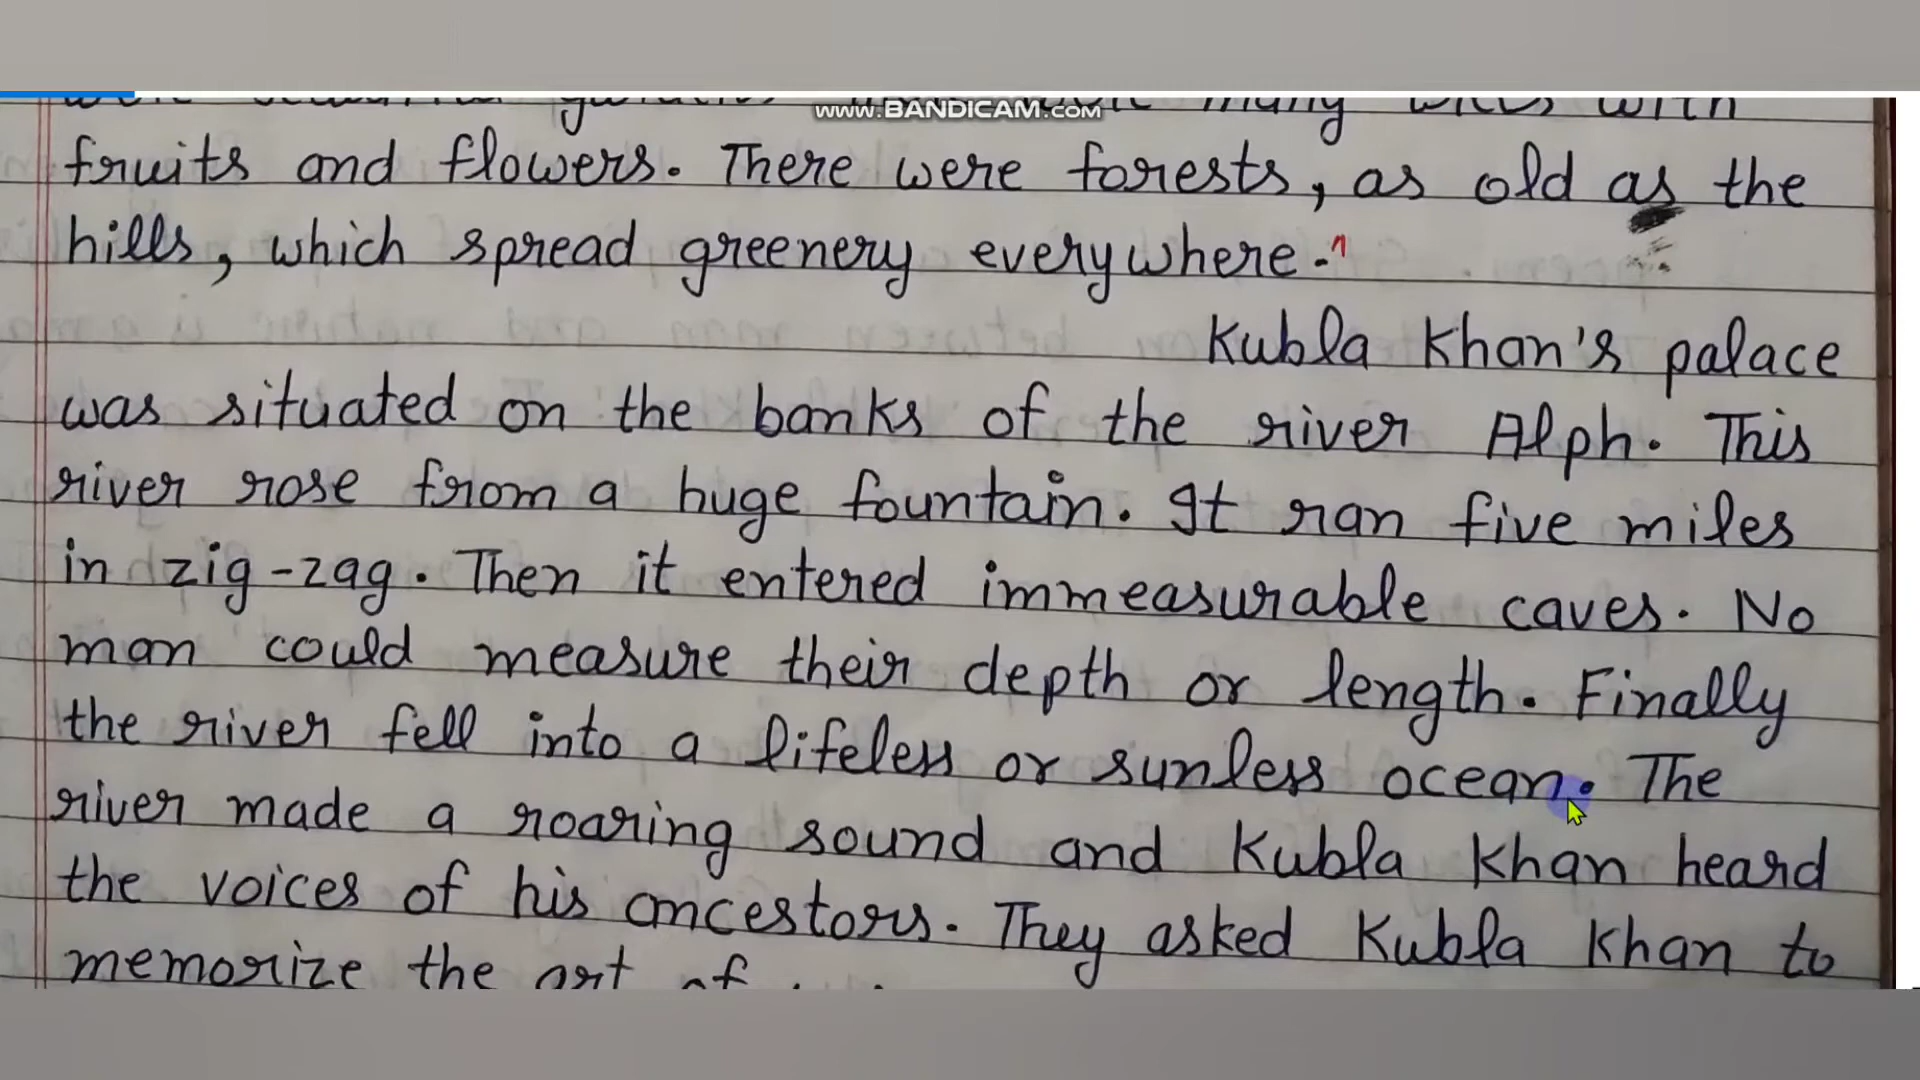 www.BANDICAM.com
many with
fruits and flowers. There were forests, as old as the
hills, which spread greenery everywhere.
Kubla Khan's palace
was situated on the banks of the river Alph. This
river rose from a huge fountain. It ran five miles
in zig-zag. Then it entered immeasurable caves. No
man could measure their depth or length. Finally
the river fell into a lifeless or sunless ocean. The
river made a roaring sound and Kubla Khan heard
the voices of his ancestors. They asked Kubla Khan to
memorize the art of